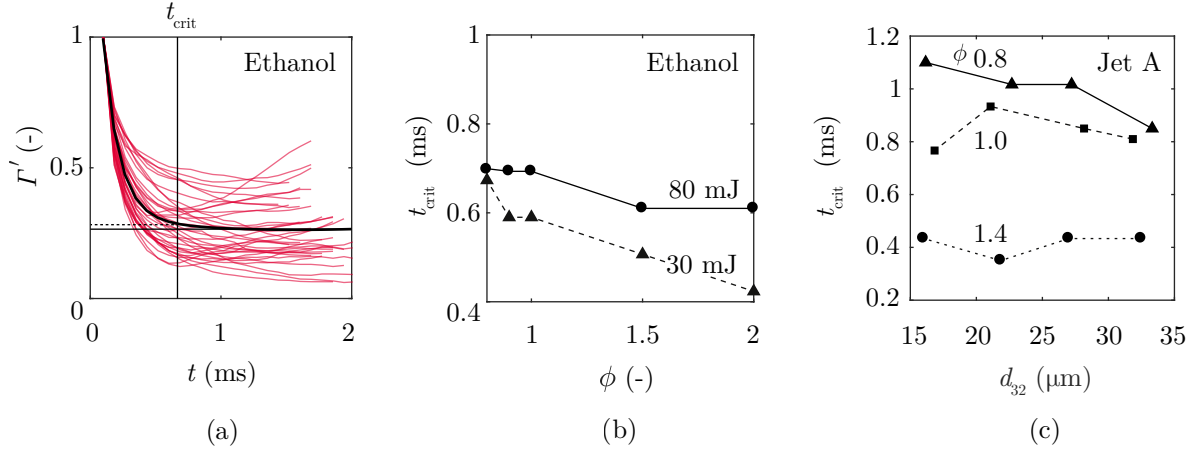 t_crit
1
0.5
0
Γ′ (-)
Ethanol
0 1 2
t (ms)
(a)
1
0.8
0.6
0.4
t_crit (ms)
Ethanol
80 mJ
30 mJ
1 1.5 2
ϕ (-)
(b)
1.2
1
0.8
0.6
0.4
0.2
t_crit (ms)
ϕ 0.8
Jet A
1.0
1.4
15 20 25 30 35
d_32 (μm)
(c)